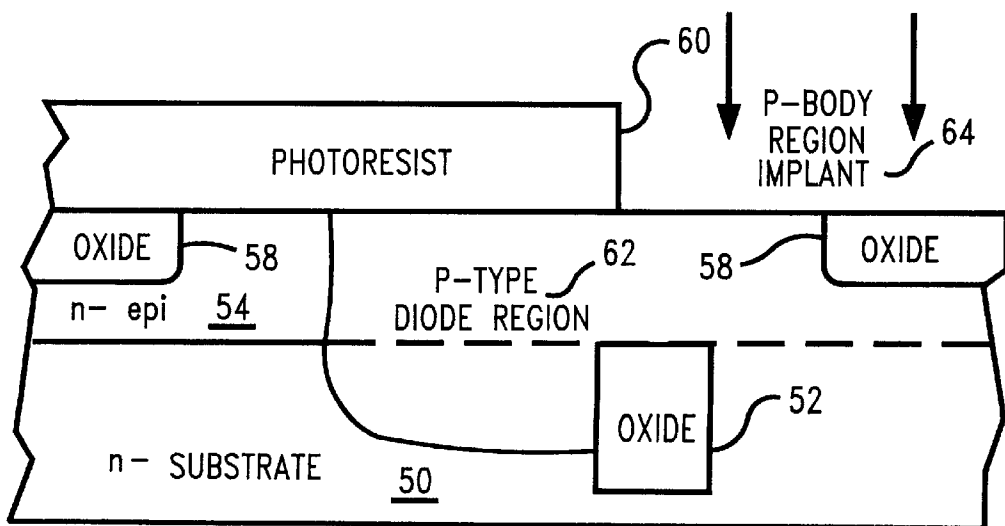 60
P-BODY
REGION
IMPLANT 64
PHOTORESIST
OXIDE 58
62
58 OXIDE
P-TYPE
DIODE REGION
n- epi 54
OXIDE 52
n- SUBSTRATE 50